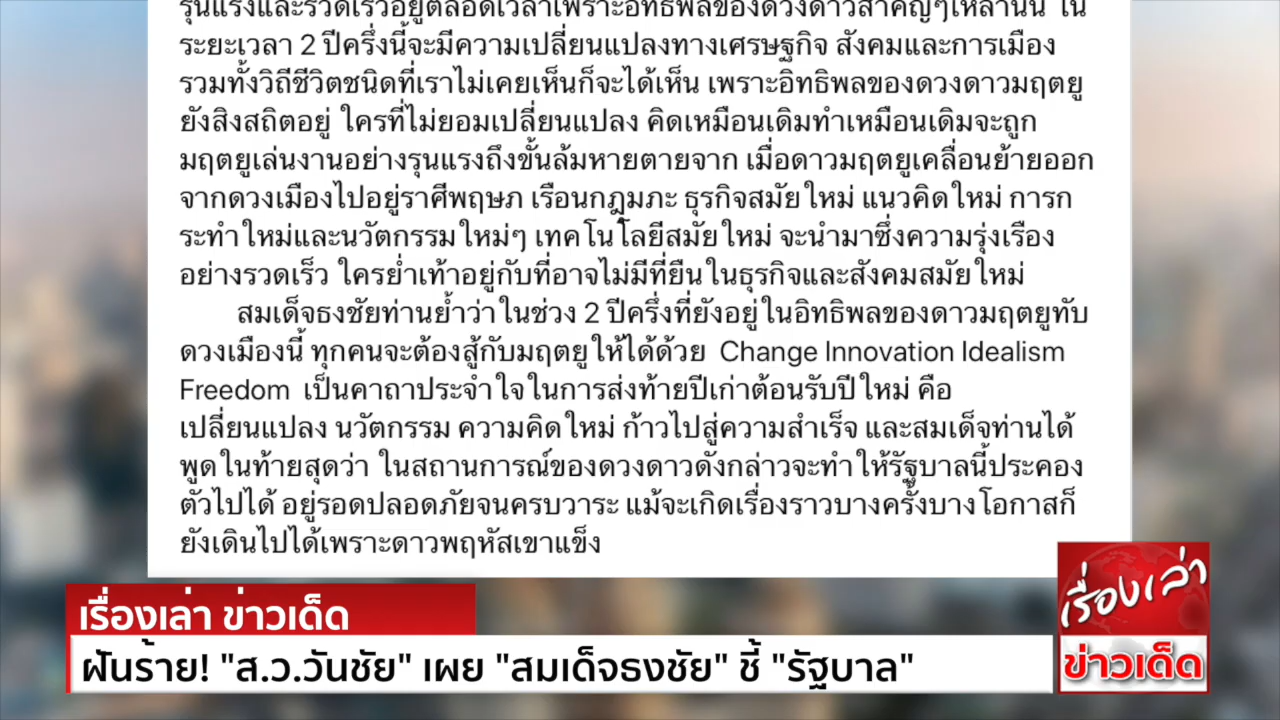 รุนแรงและรวดเร็วอยู่ตลอดเวลาเพราะอิทธิพลของดวงดาวสำคัญๆเหล่านั้น ใน
ระยะเวลา 2 ปีครึ่งนี้จะมีความเปลี่ยนแปลงทางเศรษฐกิจ สังคมและการเมือง
รวมทั้งวิถีชีวิตชนิดที่เราไม่เคยเห็นก็จะได้เห็น เพราะอิทธิพลของดวงดาวมฤตยู
ยังสิงสถิตอยู่ ใครที่ไม่ยอมเปลี่ยนแปลง คิดเหมือนเดิมทำเหมือนเดิมจะถูก
มฤตยูเล่นงานอย่างรุนแรงถึงขั้นล้มหายตายจาก เมื่อดาวมฤตยูเคลื่อนย้ายออก
จากดวงเมืองไปอยู่ราศีพฤษภ เรือนกฎุมภะ ธุรกิจสมัยใหม่ แนวคิดใหม่ การก
ระทำใหม่และนวัตกรรมใหม่ๆ เทคโนโลยีสมัยใหม่ จะนำมาซึ่งความรุ่งเรือง
อย่างรวดเร็ว ใครย่ำเท้าอยู่กับที่อาจไม่มีที่ยืนในธุรกิจและสังคมสมัยใหม่
สมเด็จธงชัยท่านย้ำว่าในช่วง 2 ปีครึ่งที่ยังอยู่ในอิทธิพลของดาวมฤตยูทับ
ดวงเมืองนี้ ทุกคนจะต้องสู้กับมฤตยูให้ได้ด้วย Change Innovation Idealism
Freedom เป็นคาถาประจำใจในการส่งท้ายปีเก่าต้อนรับปีใหม่ คือ
เปลี่ยนแปลง นวัตกรรม ความคิดใหม่ ก้าวไปสู่ความสำเร็จ และสมเด็จท่านได้
พูดในท้ายสุดว่า ในสถานการณ์ของดวงดาวดังกล่าวจะทำให้รัฐบาลนี้ประคอง
ตัวไปได้ อยู่รอดปลอดภัยจนครบวาระ แม้จะเกิดเรื่องราวบางครั้งบางโอกาสก็
ยังเดินไปได้เพราะดาวพฤหัสเขาแข็ง
เรื่องเล่า ข่าวเด็ด
ฝันร้าย! "ส.ว.วันชัย" เผย "สมเด็จธงชัย" ชี้ "รัฐบาล"
เรื่องเล่า
ข่าวเด็ด